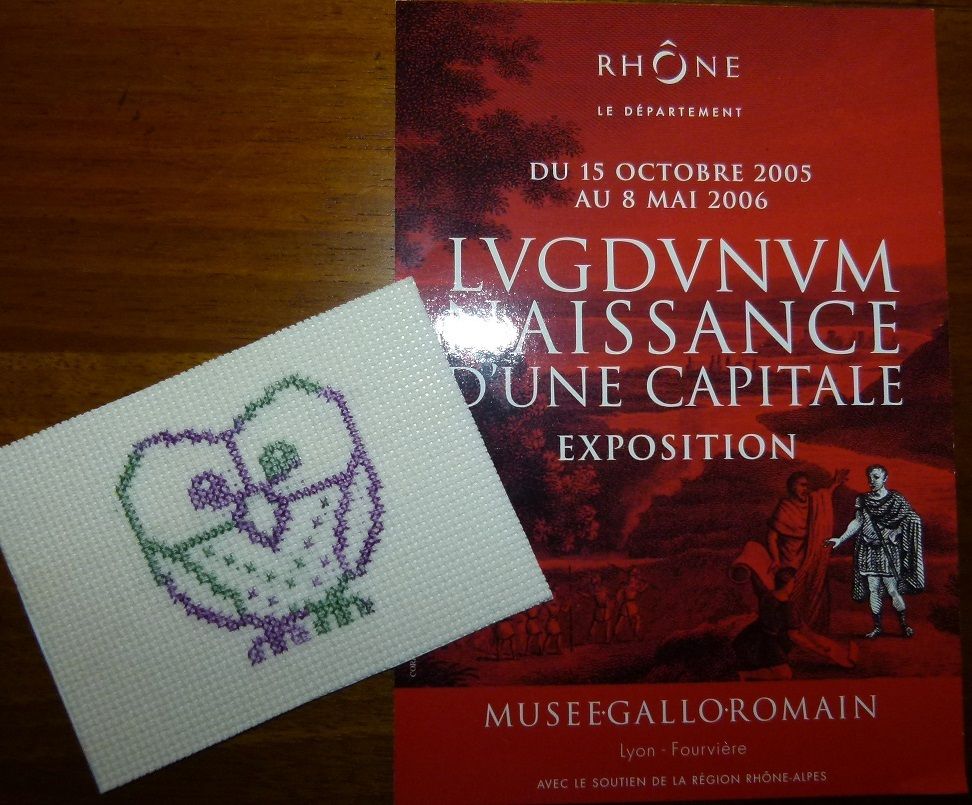 RHÔNE
LE DÉPARTEMENT
DU 15 OCTOBRE 2005
AU 8 MAI 2006
LVGDVNVM
NAISSANCE
D'UNE CAPITALE
EXPOSITION
MUSEE·GALLO·ROMAIN
Lyon - Fourvière
AVEC LE SOUTIEN DE LA RÉGION RHÔNE-ALPES